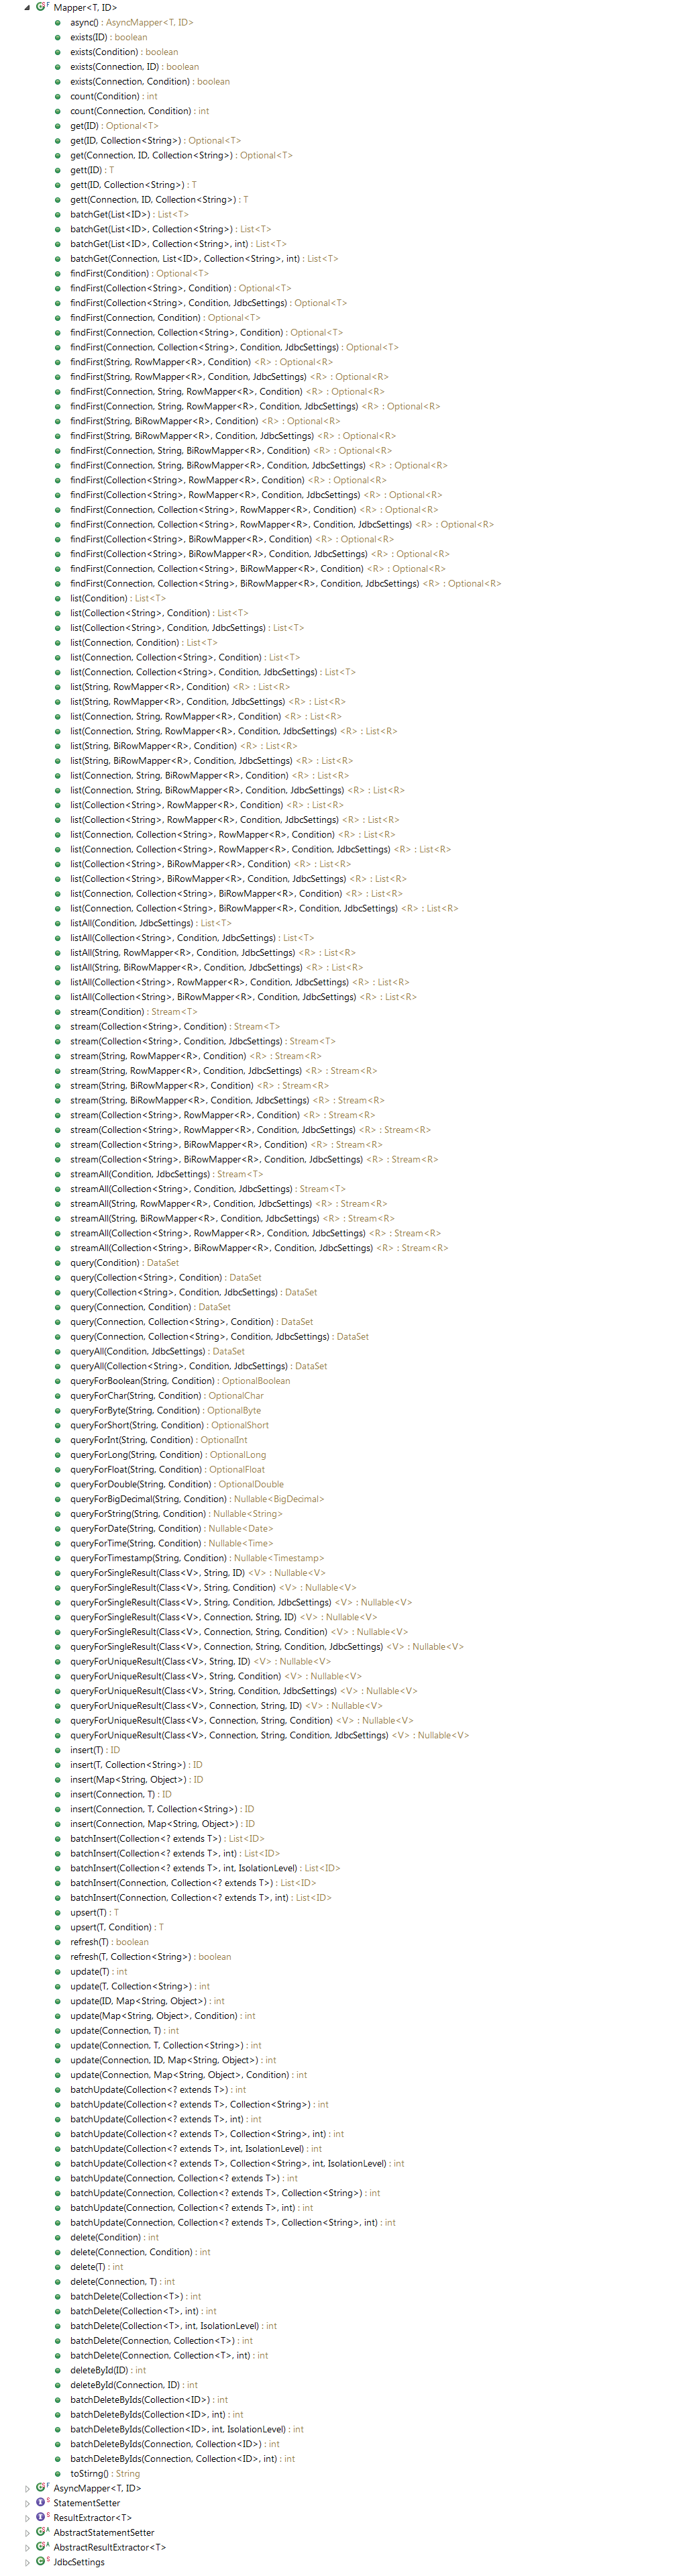 Mapper<T, ID>
async() : AsyncMapper<T, ID>
exists(ID) : boolean
exists(Condition) : boolean
exists(Connection, ID) : boolean
exists(Connection, Condition) : boolean
count(Condition) : int
count(Connection, Condition) : int
get(ID) : Optional<T>
get(ID, Collection<String>) : Optional<T>
get(Connection, ID, Collection<String>) : Optional<T>
gett(ID) : T
gett(ID, Collection<String>) : T
gett(Connection, ID, Collection<String>) : T
batchGet(List<ID>) : List<T>
batchGet(List<ID>, Collection<String>) : List<T>
batchGet(List<ID>, Collection<String>, int) : List<T>
batchGet(Connection, List<ID>, Collection<String>, int) : List<T>
findFirst(Condition) : Optional<T>
findFirst(Collection<String>, Condition) : Optional<T>
findFirst(Collection<String>, Condition, JdbcSettings) : Optional<T>
findFirst(Connection, Condition) : Optional<T>
findFirst(Connection, Collection<String>, Condition) : Optional<T>
findFirst(Connection, Collection<String>, Condition, JdbcSettings) : Optional<T>
findFirst(String, RowMapper<R>, Condition) <R> : Optional<R>
findFirst(String, RowMapper<R>, Condition, JdbcSettings) <R> : Optional<R>
findFirst(Connection, String, RowMapper<R>, Condition) <R> : Optional<R>
findFirst(Connection, String, RowMapper<R>, Condition, JdbcSettings) <R> : Optional<R>
findFirst(String, BiRowMapper<R>, Condition) <R> : Optional<R>
findFirst(String, BiRowMapper<R>, Condition, JdbcSettings) <R> : Optional<R>
findFirst(Connection, String, BiRowMapper<R>, Condition) <R> : Optional<R>
findFirst(Connection, String, BiRowMapper<R>, Condition, JdbcSettings) <R> : Optional<R>
findFirst(Collection<String>, RowMapper<R>, Condition) <R> : Optional<R>
findFirst(Collection<String>, RowMapper<R>, Condition, JdbcSettings) <R> : Optional<R>
findFirst(Connection, Collection<String>, RowMapper<R>, Condition) <R> : Optional<R>
findFirst(Connection, Collection<String>, RowMapper<R>, Condition, JdbcSettings) <R> : Optional<R>
findFirst(Collection<String>, BiRowMapper<R>, Condition) <R> : Optional<R>
findFirst(Collection<String>, BiRowMapper<R>, Condition, JdbcSettings) <R> : Optional<R>
findFirst(Connection, Collection<String>, BiRowMapper<R>, Condition) <R> : Optional<R>
findFirst(Connection, Collection<String>, BiRowMapper<R>, Condition, JdbcSettings) <R> : Optional<R>
list(Condition) : List<T>
list(Collection<String>, Condition) : List<T>
list(Collection<String>, Condition, JdbcSettings) : List<T>
list(Connection, Condition) : List<T>
list(Connection, Collection<String>, Condition) : List<T>
list(Connection, Collection<String>, Condition, JdbcSettings) : List<T>
list(String, RowMapper<R>, Condition) <R> : List<R>
list(String, RowMapper<R>, Condition, JdbcSettings) <R> : List<R>
list(Connection, String, RowMapper<R>, Condition) <R> : List<R>
list(Connection, String, RowMapper<R>, Condition, JdbcSettings) <R> : List<R>
list(String, BiRowMapper<R>, Condition) <R> : List<R>
list(String, BiRowMapper<R>, Condition, JdbcSettings) <R> : List<R>
list(Connection, String, BiRowMapper<R>, Condition) <R> : List<R>
list(Connection, String, BiRowMapper<R>, Condition, JdbcSettings) <R> : List<R>
list(Collection<String>, RowMapper<R>, Condition) <R> : List<R>
list(Collection<String>, RowMapper<R>, Condition, JdbcSettings) <R> : List<R>
list(Connection, Collection<String>, RowMapper<R>, Condition) <R> : List<R>
list(Connection, Collection<String>, RowMapper<R>, Condition, JdbcSettings) <R> : List<R>
list(Collection<String>, BiRowMapper<R>, Condition) <R> : List<R>
list(Collection<String>, BiRowMapper<R>, Condition, JdbcSettings) <R> : List<R>
list(Connection, Collection<String>, BiRowMapper<R>, Condition) <R> : List<R>
list(Connection, Collection<String>, BiRowMapper<R>, Condition, JdbcSettings) <R> : List<R>
listAll(Condition, JdbcSettings) : List<T>
listAll(Collection<String>, Condition, JdbcSettings) : List<T>
listAll(String, RowMapper<R>, Condition, JdbcSettings) <R> : List<R>
listAll(String, BiRowMapper<R>, Condition, JdbcSettings) <R> : List<R>
listAll(Collection<String>, RowMapper<R>, Condition, JdbcSettings) <R> : List<R>
listAll(Collection<String>, BiRowMapper<R>, Condition, JdbcSettings) <R> : List<R>
stream(Condition) : Stream<T>
stream(Collection<String>, Condition) : Stream<T>
stream(Collection<String>, Condition, JdbcSettings) : Stream<T>
stream(String, RowMapper<R>, Condition) <R> : Stream<R>
stream(String, RowMapper<R>, Condition, JdbcSettings) <R> : Stream<R>
stream(String, BiRowMapper<R>, Condition) <R> : Stream<R>
stream(String, BiRowMapper<R>, Condition, JdbcSettings) <R> : Stream<R>
stream(Collection<String>, RowMapper<R>, Condition) <R> : Stream<R>
stream(Collection<String>, RowMapper<R>, Condition, JdbcSettings) <R> : Stream<R>
stream(Collection<String>, BiRowMapper<R>, Condition) <R> : Stream<R>
stream(Collection<String>, BiRowMapper<R>, Condition, JdbcSettings) <R> : Stream<R>
streamAll(Condition, JdbcSettings) : Stream<T>
streamAll(Collection<String>, Condition, JdbcSettings) : Stream<T>
streamAll(String, RowMapper<R>, Condition, JdbcSettings) <R> : Stream<R>
streamAll(String, BiRowMapper<R>, Condition, JdbcSettings) <R> : Stream<R>
streamAll(Collection<String>, RowMapper<R>, Condition, JdbcSettings) <R> : Stream<R>
streamAll(Collection<String>, BiRowMapper<R>, Condition, JdbcSettings) <R> : Stream<R>
query(Condition) : DataSet
query(Collection<String>, Condition) : DataSet
query(Collection<String>, Condition, JdbcSettings) : DataSet
query(Connection, Condition) : DataSet
query(Connection, Collection<String>, Condition) : DataSet
query(Connection, Collection<String>, Condition, JdbcSettings) : DataSet
queryAll(Condition, JdbcSettings) : DataSet
queryAll(Collection<String>, Condition, JdbcSettings) : DataSet
queryForBoolean(String, Condition) : OptionalBoolean
queryForChar(String, Condition) : OptionalChar
queryForByte(String, Condition) : OptionalByte
queryForShort(String, Condition) : OptionalShort
queryForInt(String, Condition) : OptionalInt
queryForLong(String, Condition) : OptionalLong
queryForFloat(String, Condition) : OptionalFloat
queryForDouble(String, Condition) : OptionalDouble
queryForBigDecimal(String, Condition) : Nullable<BigDecimal>
queryForString(String, Condition) : Nullable<String>
queryForDate(String, Condition) : Nullable<Date>
queryForTime(String, Condition) : Nullable<Time>
queryForTimestamp(String, Condition) : Nullable<Timestamp>
queryForSingleResult(Class<V>, String, ID) <V> : Nullable<V>
queryForSingleResult(Class<V>, String, Condition) <V> : Nullable<V>
queryForSingleResult(Class<V>, String, Condition, JdbcSettings) <V> : Nullable<V>
queryForSingleResult(Class<V>, Connection, String, ID) <V> : Nullable<V>
queryForSingleResult(Class<V>, Connection, String, Condition) <V> : Nullable<V>
queryForSingleResult(Class<V>, Connection, String, Condition, JdbcSettings) <V> : Nullable<V>
queryForUniqueResult(Class<V>, String, ID) <V> : Nullable<V>
queryForUniqueResult(Class<V>, String, Condition) <V> : Nullable<V>
queryForUniqueResult(Class<V>, String, Condition, JdbcSettings) <V> : Nullable<V>
queryForUniqueResult(Class<V>, Connection, String, ID) <V> : Nullable<V>
queryForUniqueResult(Class<V>, Connection, String, Condition) <V> : Nullable<V>
queryForUniqueResult(Class<V>, Connection, String, Condition, JdbcSettings) <V> : Nullable<V>
insert(T) : ID
insert(T, Collection<String>) : ID
insert(Map<String, Object>) : ID
insert(Connection, T) : ID
insert(Connection, T, Collection<String>) : ID
insert(Connection, Map<String, Object>) : ID
batchInsert(Collection<? extends T>) : List<ID>
batchInsert(Collection<? extends T>, int) : List<ID>
batchInsert(Collection<? extends T>, int, IsolationLevel) : List<ID>
batchInsert(Connection, Collection<? extends T>) : List<ID>
batchInsert(Connection, Collection<? extends T>, int) : List<ID>
upsert(T) : T
upsert(T, Condition) : T
refresh(T) : boolean
refresh(T, Collection<String>) : boolean
update(T) : int
update(T, Collection<String>) : int
update(ID, Map<String, Object>) : int
update(Map<String, Object>, Condition) : int
update(Connection, T) : int
update(Connection, T, Collection<String>) : int
update(Connection, ID, Map<String, Object>) : int
update(Connection, Map<String, Object>, Condition) : int
batchUpdate(Collection<? extends T>) : int
batchUpdate(Collection<? extends T>, Collection<String>) : int
batchUpdate(Collection<? extends T>, int) : int
batchUpdate(Collection<? extends T>, Collection<String>, int) : int
batchUpdate(Collection<? extends T>, int, IsolationLevel) : int
batchUpdate(Collection<? extends T>, Collection<String>, int, IsolationLevel) : int
batchUpdate(Connection, Collection<? extends T>) : int
batchUpdate(Connection, Collection<? extends T>, Collection<String>) : int
batchUpdate(Connection, Collection<? extends T>, int) : int
batchUpdate(Connection, Collection<? extends T>, Collection<String>, int) : int
delete(Condition) : int
delete(Connection, Condition) : int
delete(T) : int
delete(Connection, T) : int
batchDelete(Collection<T>) : int
batchDelete(Collection<T>, int) : int
batchDelete(Collection<T>, int, IsolationLevel) : int
batchDelete(Connection, Collection<T>) : int
batchDelete(Connection, Collection<T>, int) : int
deleteById(ID) : int
deleteById(Connection, ID) : int
batchDeleteByIds(Collection<ID>) : int
batchDeleteByIds(Collection<ID>, int) : int
batchDeleteByIds(Collection<ID>, int, IsolationLevel) : int
batchDeleteByIds(Connection, Collection<ID>) : int
batchDeleteByIds(Connection, Collection<ID>, int) : int
toStirng() : String
AsyncMapper<T, ID>
StatementSetter
ResultExtractor<T>
AbstractStatementSetter
AbstractResultExtractor<T>
JdbcSettings